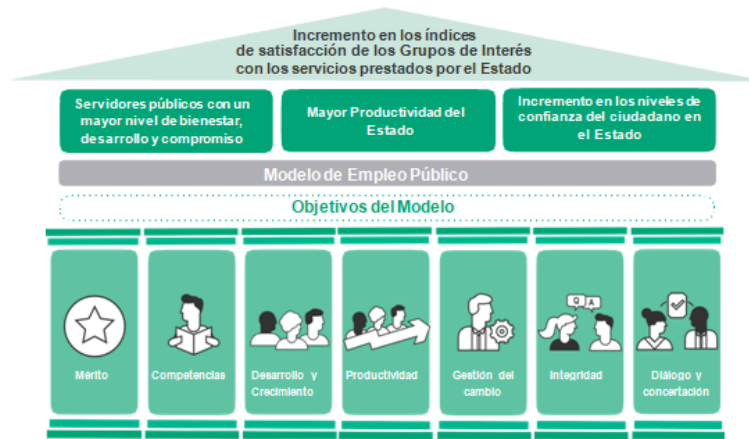 Incremento en los índices
de satisfacción de los Grupos de Interés
con los servicios prestados por el Estado
Servidores públicos con un
mayor nivel de bienestar,
desarrollo y compromiso
Mayor Productividad del
Estado
Incremento en los niveles de
confianza del ciudadano en
el Estado
Modelo de Empleo Público
Objetivos del Modelo
Q A
Mérito
Competencias
Desarrollo y
Crecimiento
Productividad
Gestión del
cambio
Integridad
Diálogo y
concertación